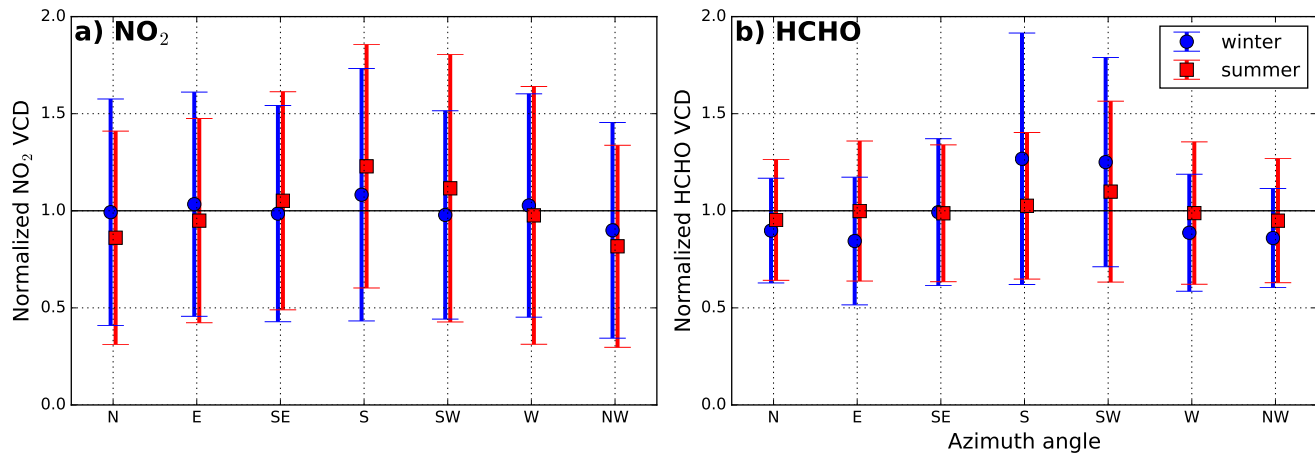 a) NO₂
Normalized NO₂ VCD
2.0
1.5
1.0
0.5
0.0
N E SE S SW W NW
b) HCHO
winter
summer
Normalized HCHO VCD
2.0
1.5
1.0
0.5
0.0
N E SE S SW W NW
Azimuth angle